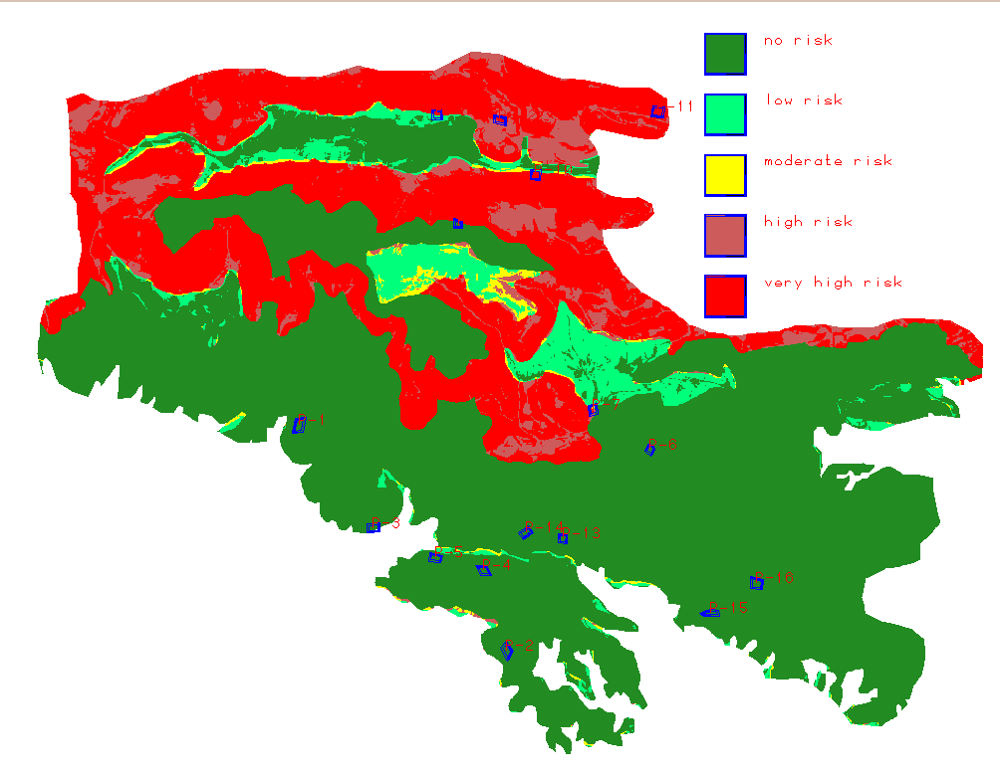 no risk
low risk
moderate risk
high risk
very high risk
-11
P-1
P-6
P-3
P-14
P-13
P-4
P-16
P-15
P-2